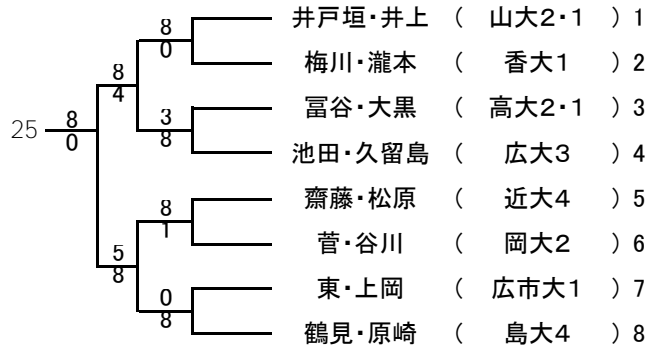 8
0
井戸垣・井上 ( 山大2・1 ) 1
8
4
梅川・瀧本 ( 香大1 ) 2
冨谷・大黒 ( 高大2・1 ) 3
3
8
25
8
0
池田・久留島 ( 広大3 ) 4
齋藤・松原 ( 近大4 ) 5
8
1
菅・谷川 ( 岡大2 ) 6
5
8
東・上岡 ( 広市大1 ) 7
0
8
鶴見・原崎 ( 島大4 ) 8